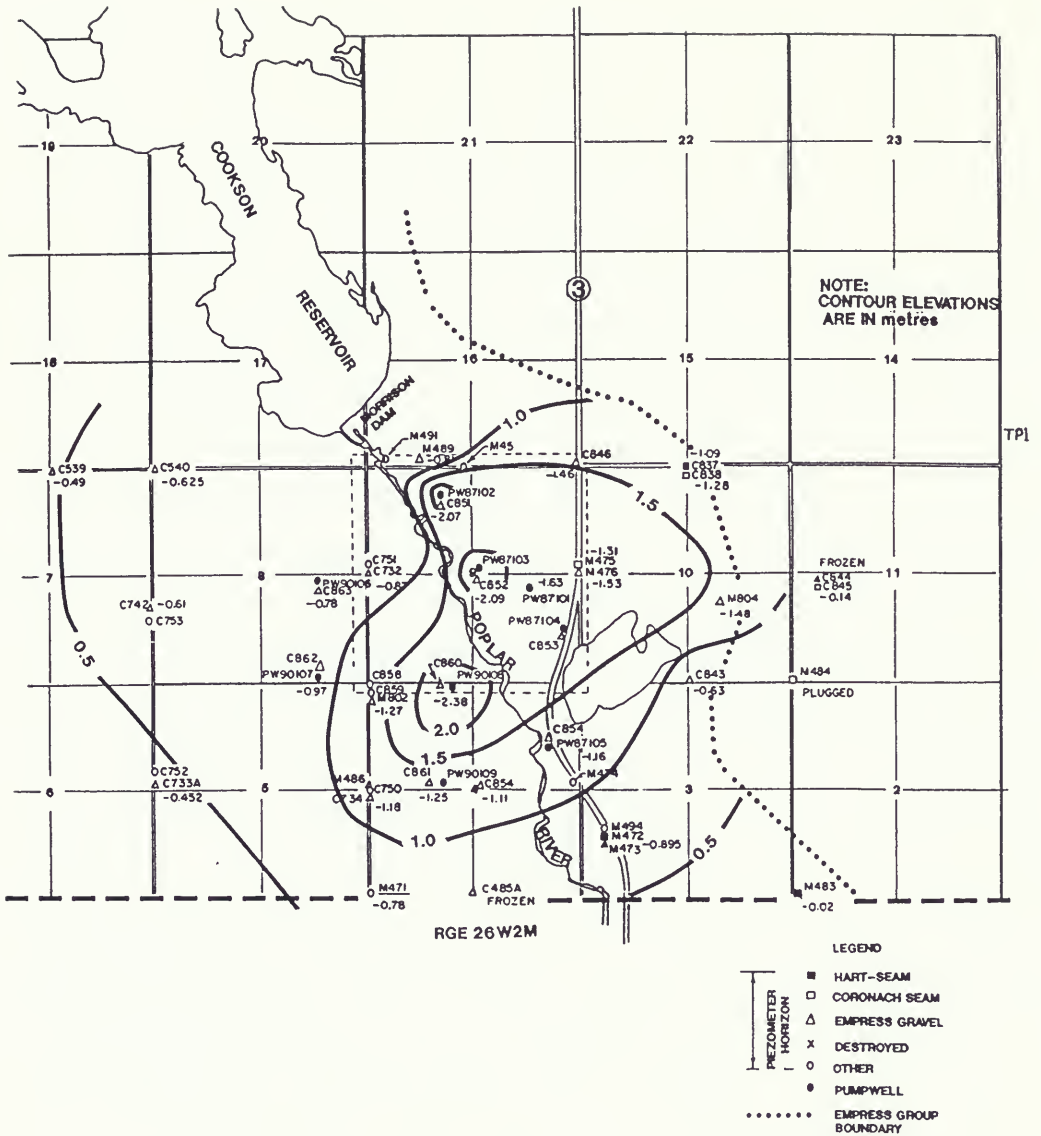 19
20
21
22
23
COOKSON
RESERVOIR
3
NOTE:
CONTOUR ELEVATIONS
ARE IN metres
18
17
16
15
14
MORRISON
DAM
1.0
TP1
M491
M489
M45
C846
-1.46
-1.09
C837
C838
-1.28
C539
-0.49
C540
-0.625
PW87102
C851
-2.07
1.5
7
8
C751
C732
-0.87
PW90106
C863
-0.78
PW87103
C852
-2.09
-1.63
PW87101
-1.31
M475
M476
-1.53
10
11
FROZEN
C844
C845
-0.14
M804
-1.48
C742
-0.61
C753
0.5
POPLAR
PW87104
C853
C862
PW90107
-0.97
C858
C859
M802
-1.27
C860
PW90108
-2.38
2.0
C843
-0.63
M484
PLUGGED
1.5
C854
PW87105
-1.16
C752
C733A
-0.452
6
5
M486
C750
C734
-1.18
C861
-1.25
PW90109
C854
-1.11
M474
3
2
1.0
RIVER
M494
M472
M473
-0.895
0.5
M471
-0.78
C485A
FROZEN
M483
-0.02
RGE 26W2M
LEGEND
PIEZOMETER
HORIZON
HART-SEAM
CORONACH SEAM
EMPRESS GRAVEL
X DESTROYED
OTHER
PUMPWELL
EMPRESS GROUP
BOUNDARY